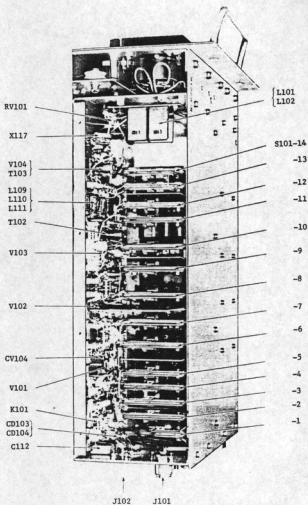 RV101
X117
V104
T103
L109
L110
L111
T102
V103
V102
CV104
V101
K101
CD103
CD104
C112
L101
L102
S101-14
-13
-12
-11
-10
-9
-8
-7
-6
-5
-4
-3
-2
-1
J102 J101